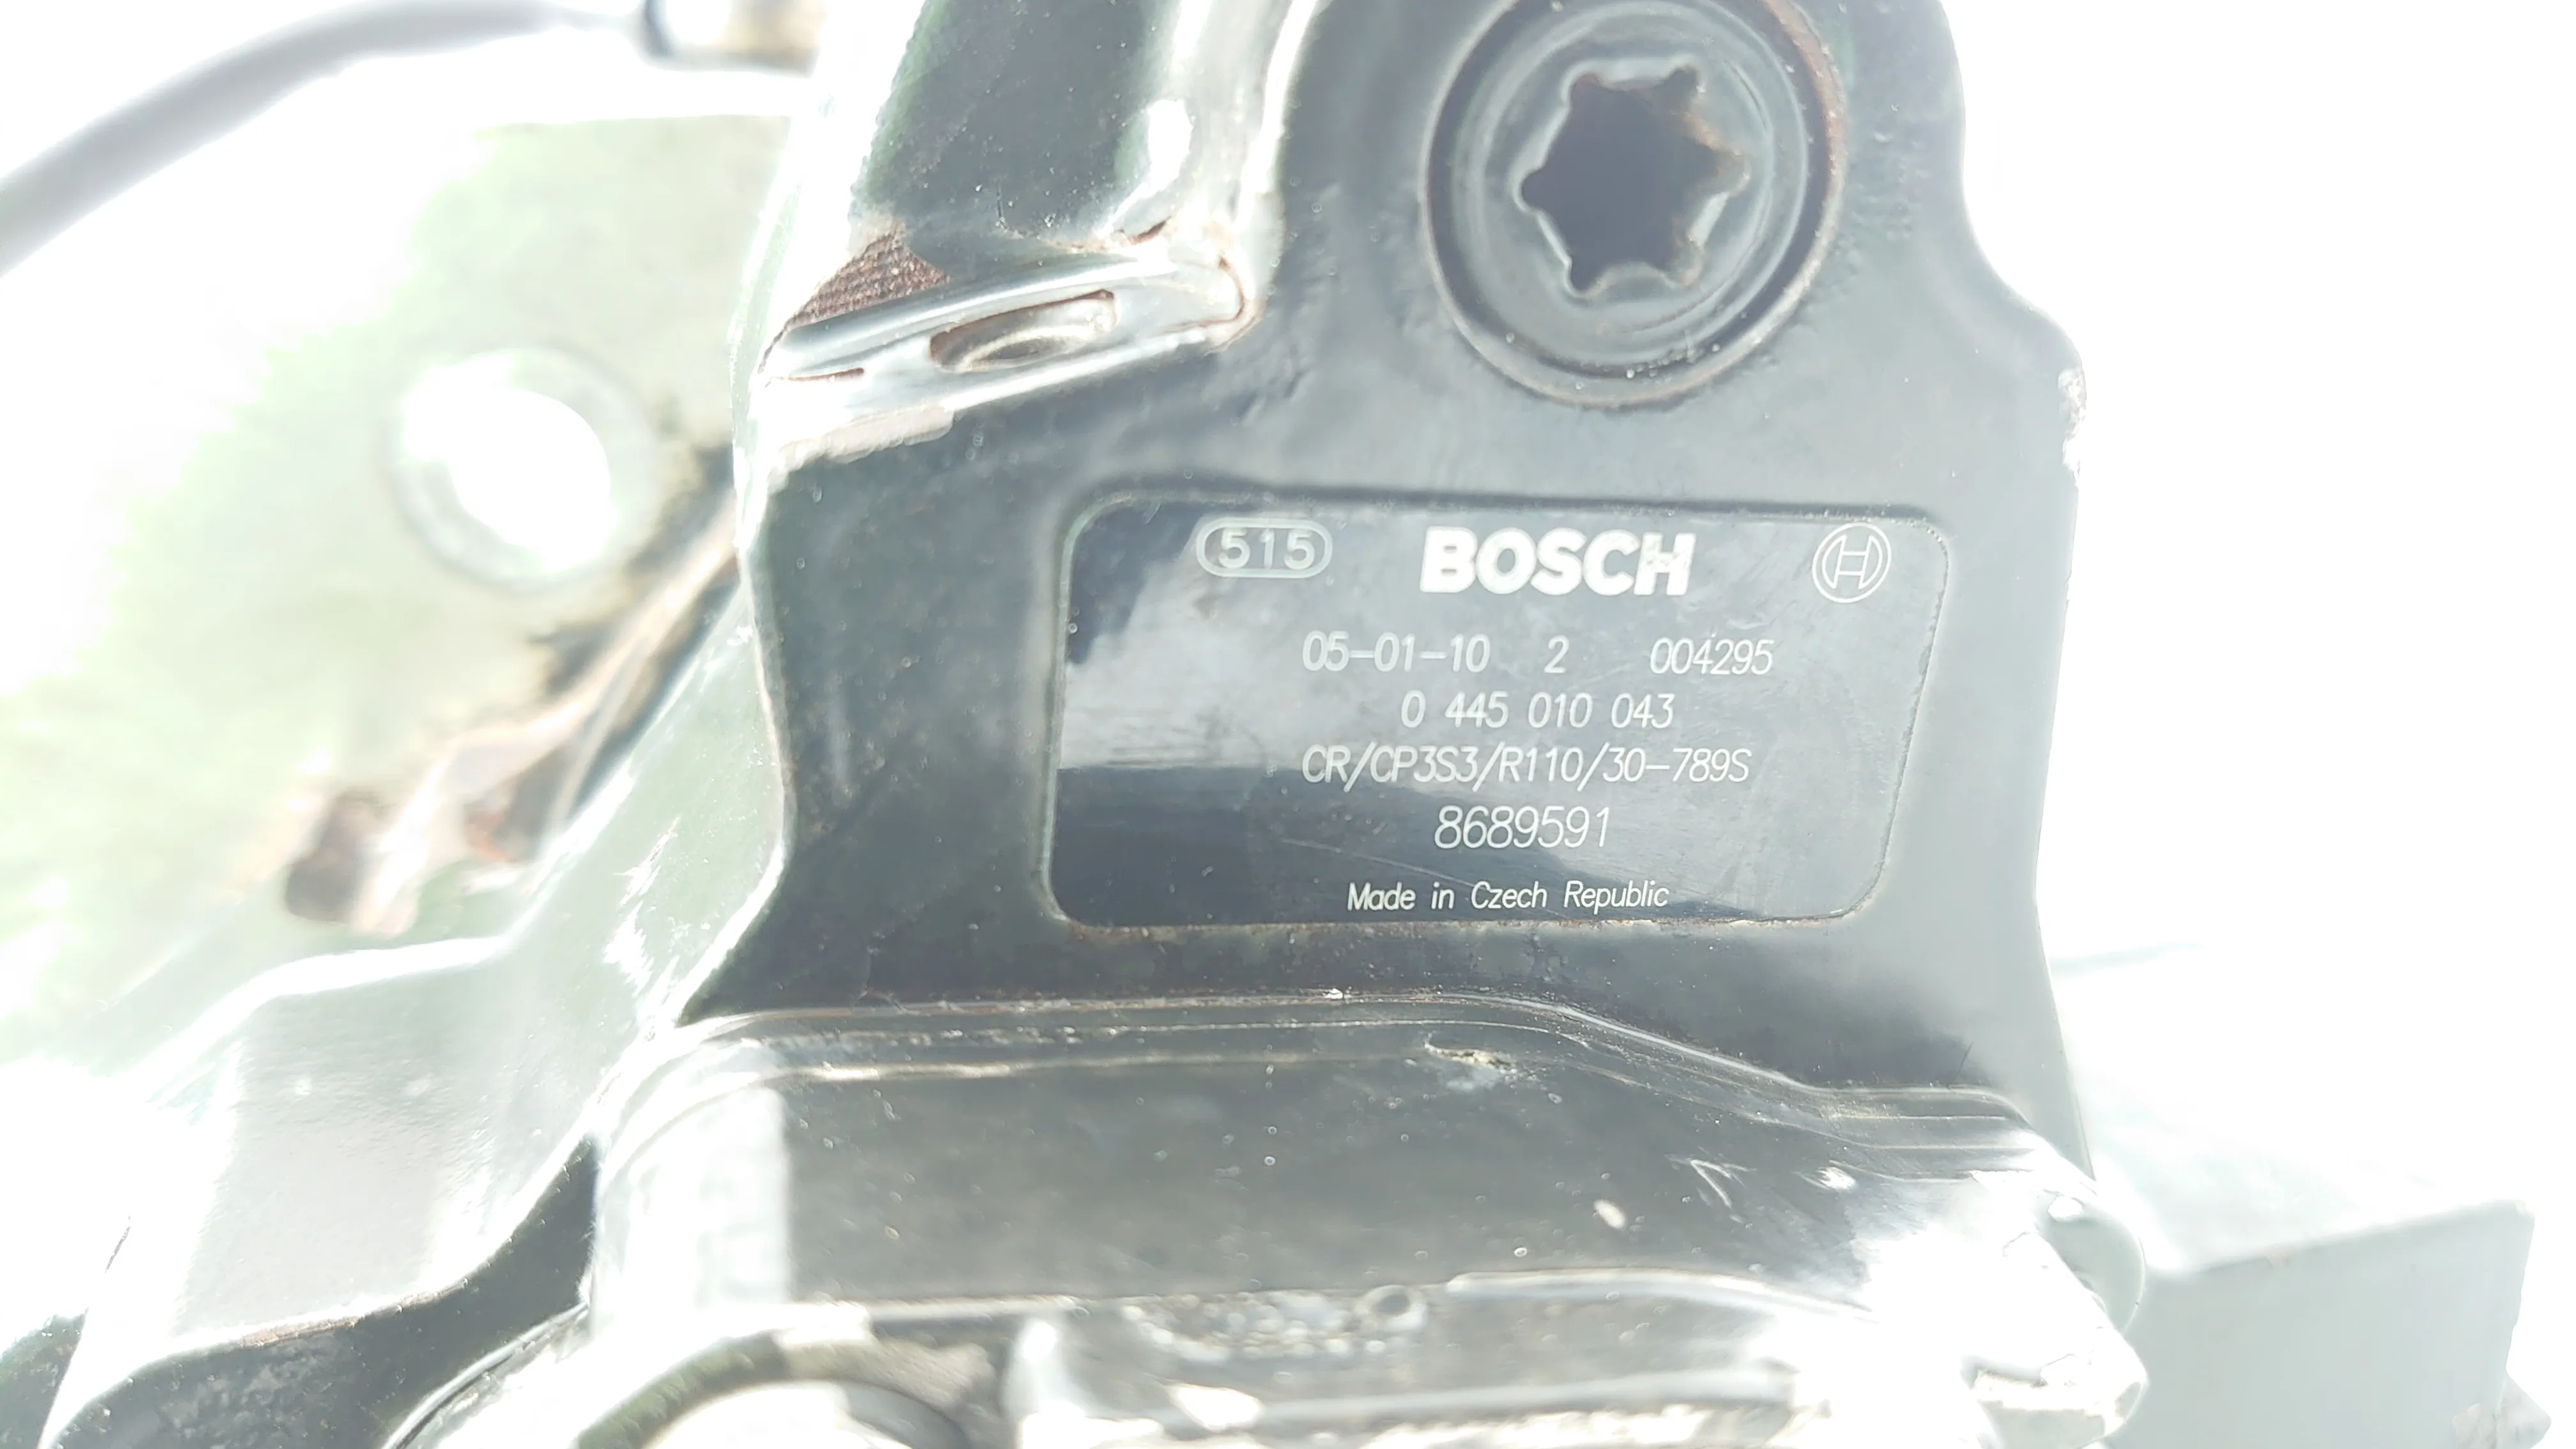 515 BOSCH
05-01-10 2 004295
0 445 010 043
CR/CP3S3/R110/30-789S
8689591
Made in Czech Republic